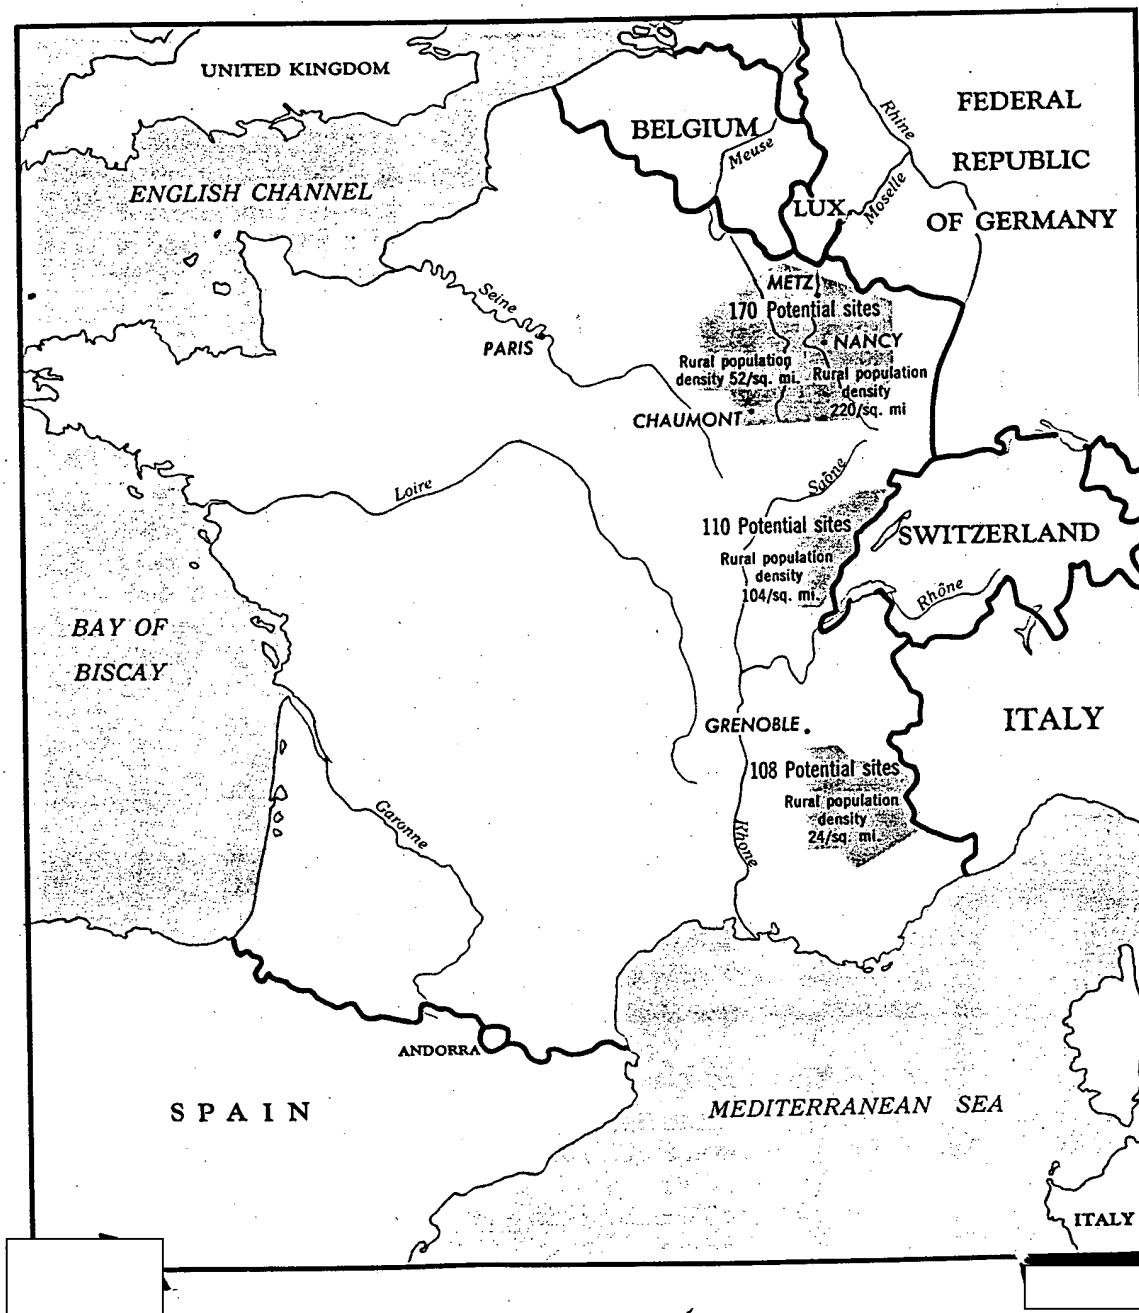 UNITED KINGDOM
BELGIUM
Meuse
Rhine
FEDERAL
REPUBLIC
OF GERMANY
ENGLISH CHANNEL
LUX
Moselle
METZ
170 Potential sites
Seine
PARIS
NANCY
Rural population
density 52/sq. mi.
Rural population
density
220/sq. mi
CHAUMONT
Loire
Saône
110 Potential sites
Rural population
density
104/sq. mi.
SWITZERLAND
Rhône
BAY OF
BISCAY
GRENOBLE
ITALY
108 Potential sites
Rural population
density
24/sq. mi.
Garonne
Rhône
ANDORRA
SPAIN
MEDITERRANEAN SEA
ITALY